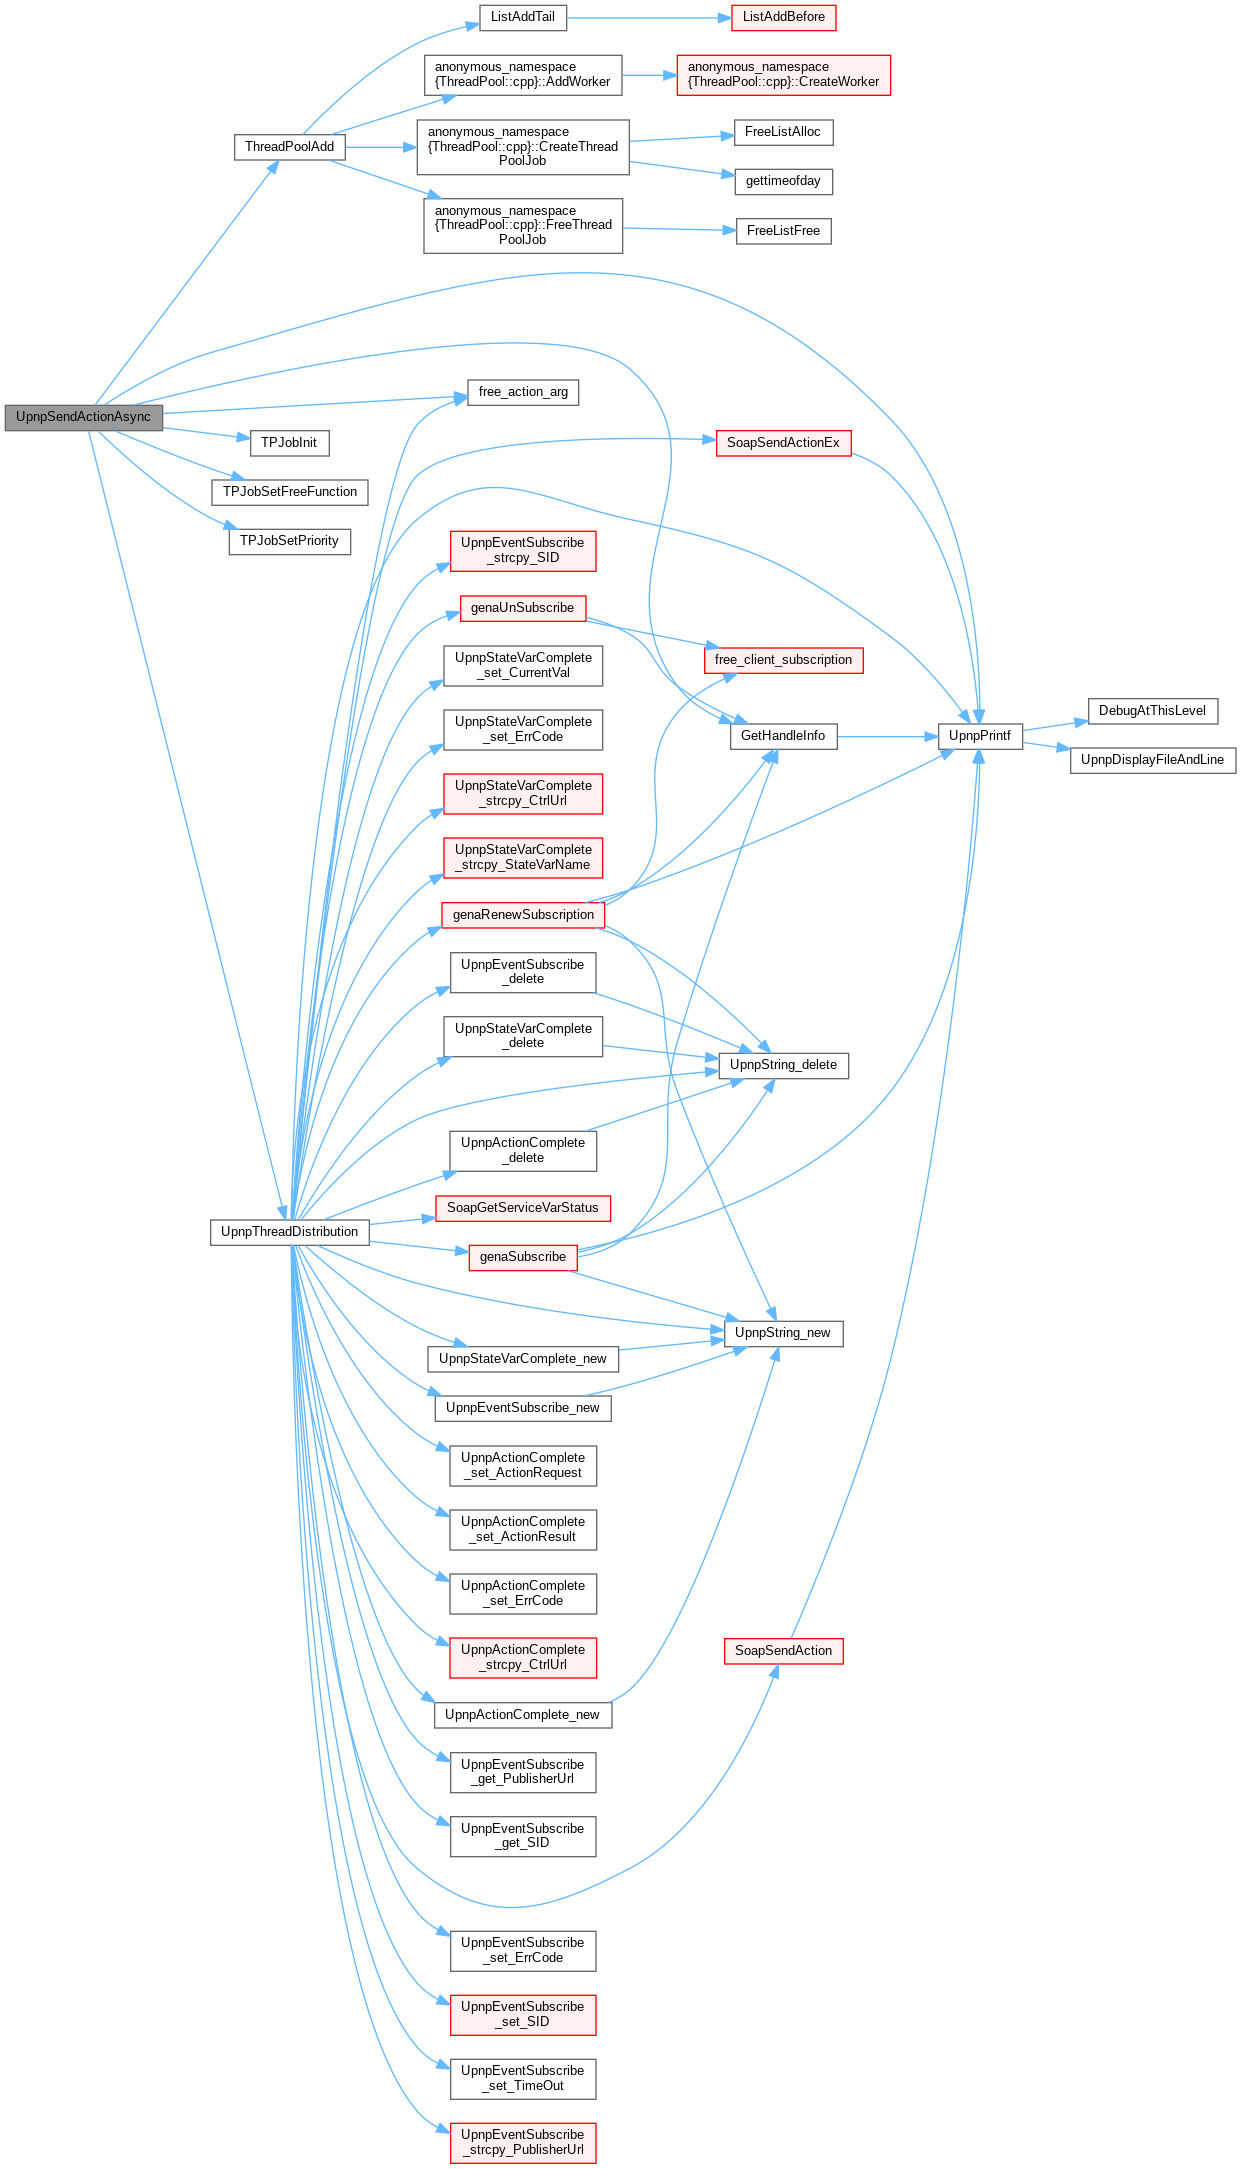 ListAddTail
ListAddBefore
anonymous_namespace
{ThreadPool::cpp}::AddWorker
anonymous_namespace
{ThreadPool::cpp}::CreateWorker
ThreadPoolAdd
anonymous_namespace
{ThreadPool::cpp}::CreateThread
PoolJob
FreeListAlloc
gettimeofday
anonymous_namespace
{ThreadPool::cpp}::FreeThread
PoolJob
FreeListFree
UpnpSendActionAsync
free_action_arg
TPJobInit
SoapSendActionEx
TPJobSetFreeFunction
TPJobSetPriority
UpnpEventSubscribe
_strcpy_SID
genaUnSubscribe
UpnpStateVarComplete
_set_CurrentVal
free_client_subscription
UpnpStateVarComplete
_set_ErrCode
GetHandleInfo
UpnpPrintf
DebugAtThisLevel
UpnpDisplayFileAndLine
UpnpStateVarComplete
_strcpy_CtrlUrl
UpnpStateVarComplete
_strcpy_StateVarName
genaRenewSubscription
UpnpEventSubscribe
_delete
UpnpStateVarComplete
_delete
UpnpString_delete
UpnpActionComplete
_delete
SoapGetServiceVarStatus
UpnpThreadDistribution
genaSubscribe
UpnpString_new
UpnpStateVarComplete_new
UpnpEventSubscribe_new
UpnpActionComplete
_set_ActionRequest
UpnpActionComplete
_set_ActionResult
UpnpActionComplete
_set_ErrCode
UpnpActionComplete
_strcpy_CtrlUrl
SoapSendAction
UpnpActionComplete_new
UpnpEventSubscribe
_get_PublisherUrl
UpnpEventSubscribe
_get_SID
UpnpEventSubscribe
_set_ErrCode
UpnpEventSubscribe
_set_SID
UpnpEventSubscribe
_set_TimeOut
UpnpEventSubscribe
_strcpy_PublisherUrl